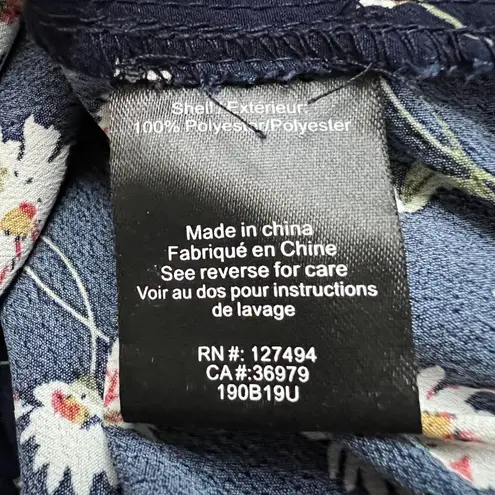 Shell: Extérieur:
100% Polyester/Polyester
Made in china
Fabriqué en Chine
See reverse for care
Voir au dos pour instructions
de lavage
RN #: 127494
CA#:36979
190B19U